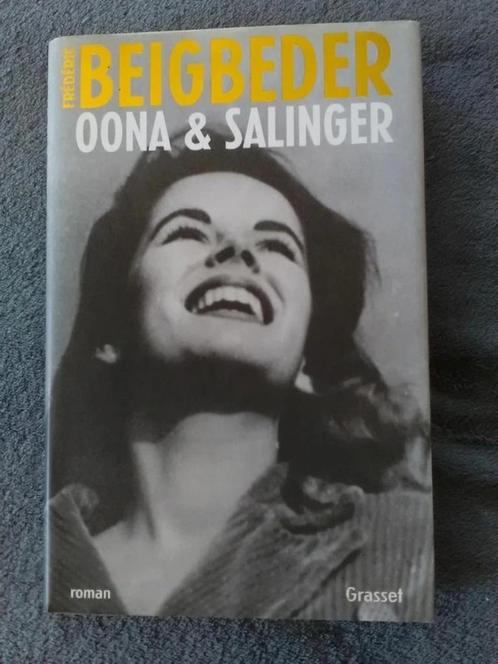 FRÉDÉRIC
BEIGBEDER
OONA & SALINGER
roman
Grasset